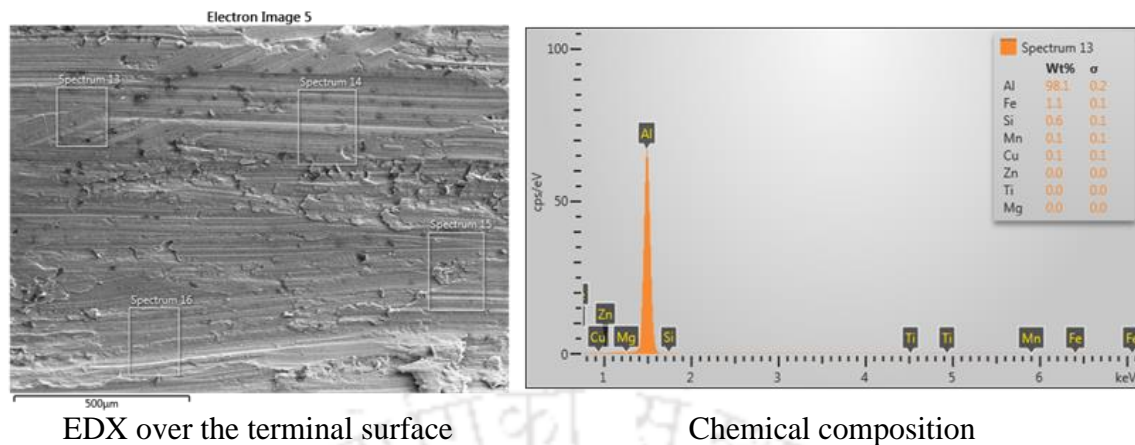 Electron Image 5
Spectrum 13
Spectrum 14
Spectrum 15
Spectrum 16
500µm
100
50
0
cps/eV
1 2 3 4 5 6 keV
Al
Zn
Cu Mg Si Ti Ti Mn Fe Fe
Spectrum 13
Wt% σ
Al 98.1 0.2
Fe 1.1 0.1
Si 0.6 0.1
Mn 0.1 0.1
Cu 0.1 0.1
Zn 0.0 0.0
Ti 0.0 0.0
Mg 0.0 0.0
EDX over the terminal surface
Chemical composition